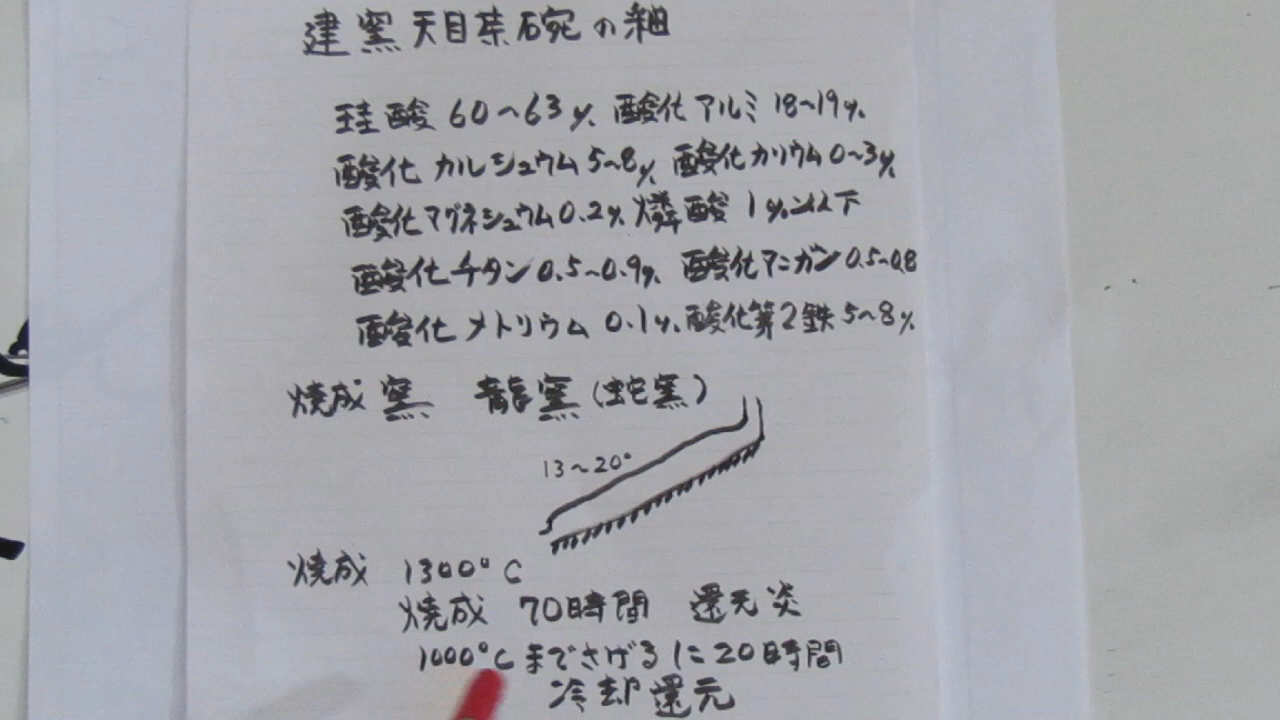 建窯天目茶碗の釉
珪酸 60~63% 酸化アルミ 18~19%
酸化カルシュウム 5~8% 酸化カリウム 0~3%
酸化マグネシュウム 0.2% 燐酸 1%以下
酸化チタン 0.5~0.9% 酸化マンガン 0.5~0.8
酸化ナトリウム 0.1% 酸化第2鉄 5~8%
焼成窯 龍窯(蛇窯)
13~20°
焼成 1300°C
焼成 70時間 還元炎
1000°Cまでさげるに20時間
冷却還元